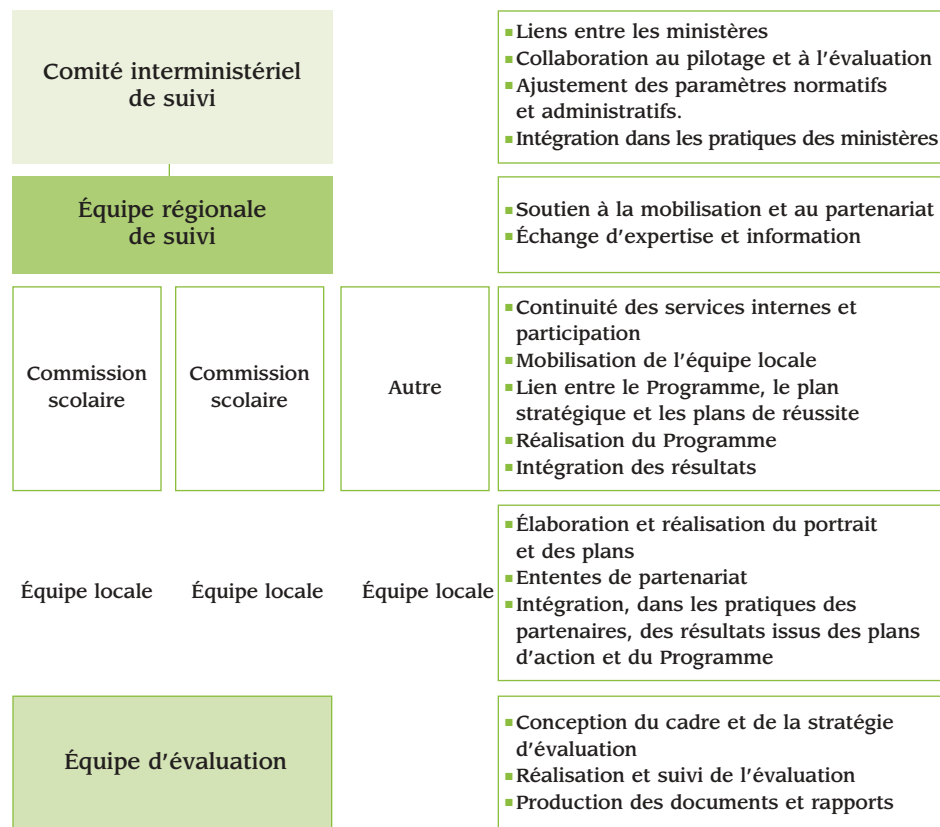 Comité interministériel
de suivi
▪Liens entre les ministères
▪Collaboration au pilotage et à l'évaluation
▪Ajustement des paramètres normatifs
et administratifs.
▪Intégration dans les pratiques des ministères
Équipe régionale
de suivi
▪Soutien à la mobilisation et au partenariat
▪Échange d'expertise et information
Commission
scolaire
Commission
scolaire
Autre
▪Continuité des services internes et
participation
▪Mobilisation de l'équipe locale
▪Lien entre le Programme, le plan
stratégique et les plans de réussite
▪Réalisation du Programme
▪Intégration des résultats
Équipe locale
Équipe locale
Équipe locale
▪Élaboration et réalisation du portrait
et des plans
▪Ententes de partenariat
▪Intégration, dans les pratiques des
partenaires, des résultats issus des plans
d'action et du Programme
Équipe d'évaluation
▪Conception du cadre et de la stratégie
d'évaluation
▪Réalisation et suivi de l'évaluation
▪Production des documents et rapports